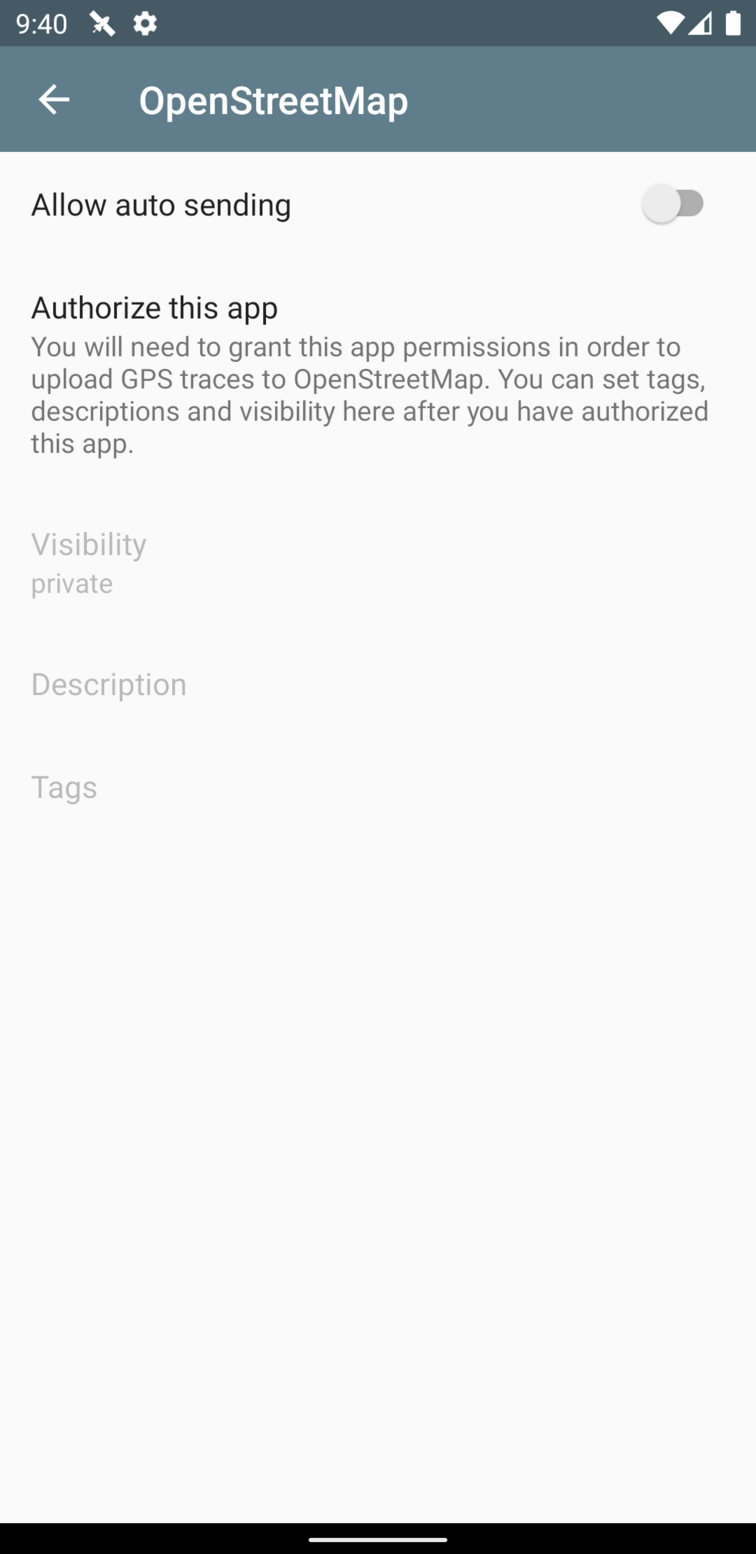 9:40
OpenStreetMap
Allow auto sending
Authorize this app
You will need to grant this app permissions in order to
upload GPS traces to OpenStreetMap. You can set tags,
descriptions and visibility here after you have authorized
this app.
Visibility
private
Description
Tags